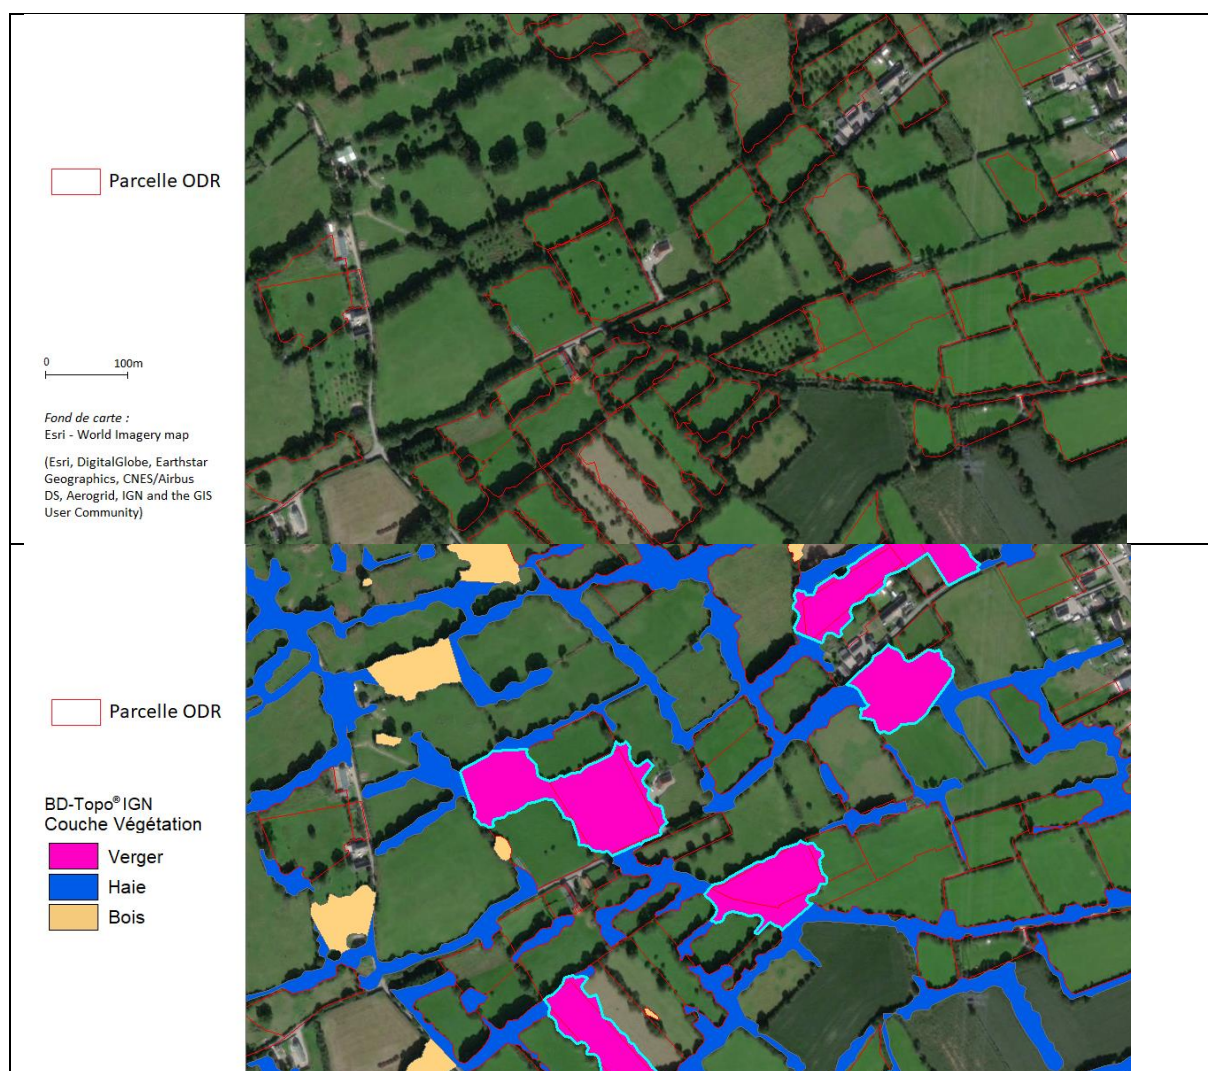 Parcelle ODR
0 100m
Fond de carte :
Esri - World Imagery map
(Esri, DigitalGlobe, Earthstar
Geographics, CNES/Airbus
DS, Aerogrid, IGN and the GIS
User Community)
Parcelle ODR
BD-Topo® IGN
Couche Végétation
Verger
Haie
Bois